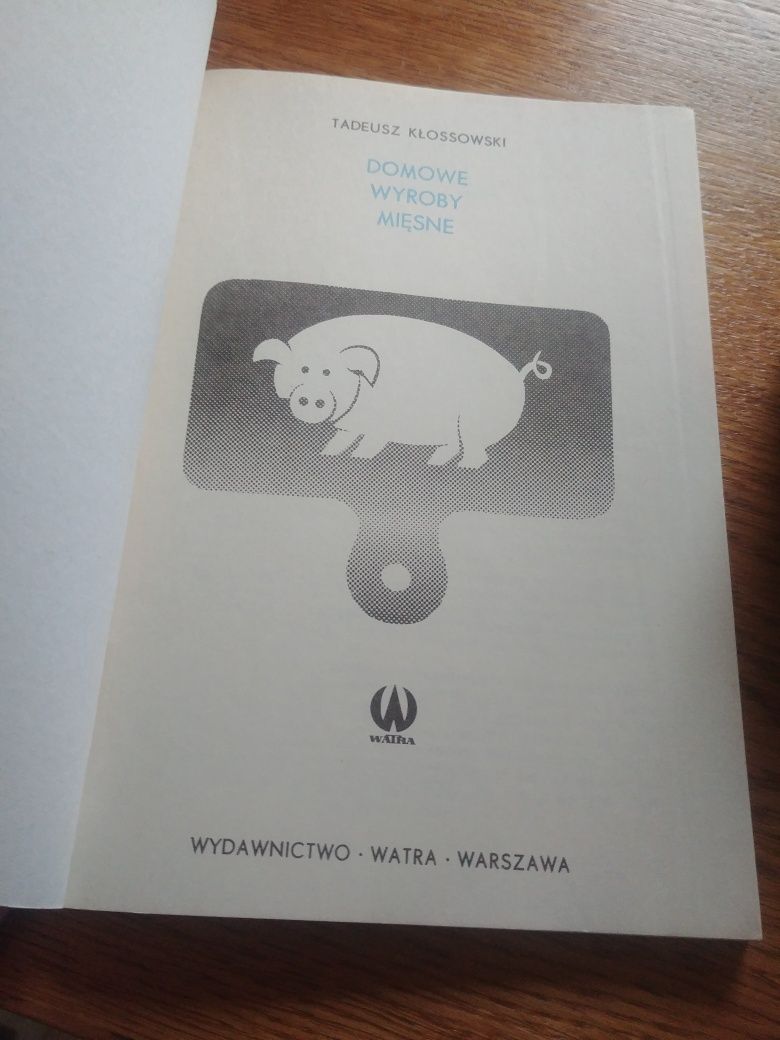 TADEUSZ KŁOSSOWSKI
DOMOWE
WYROBY
MIĘSNE
WATRA
WYDAWNICTWO · WATRA · WARSZAWA